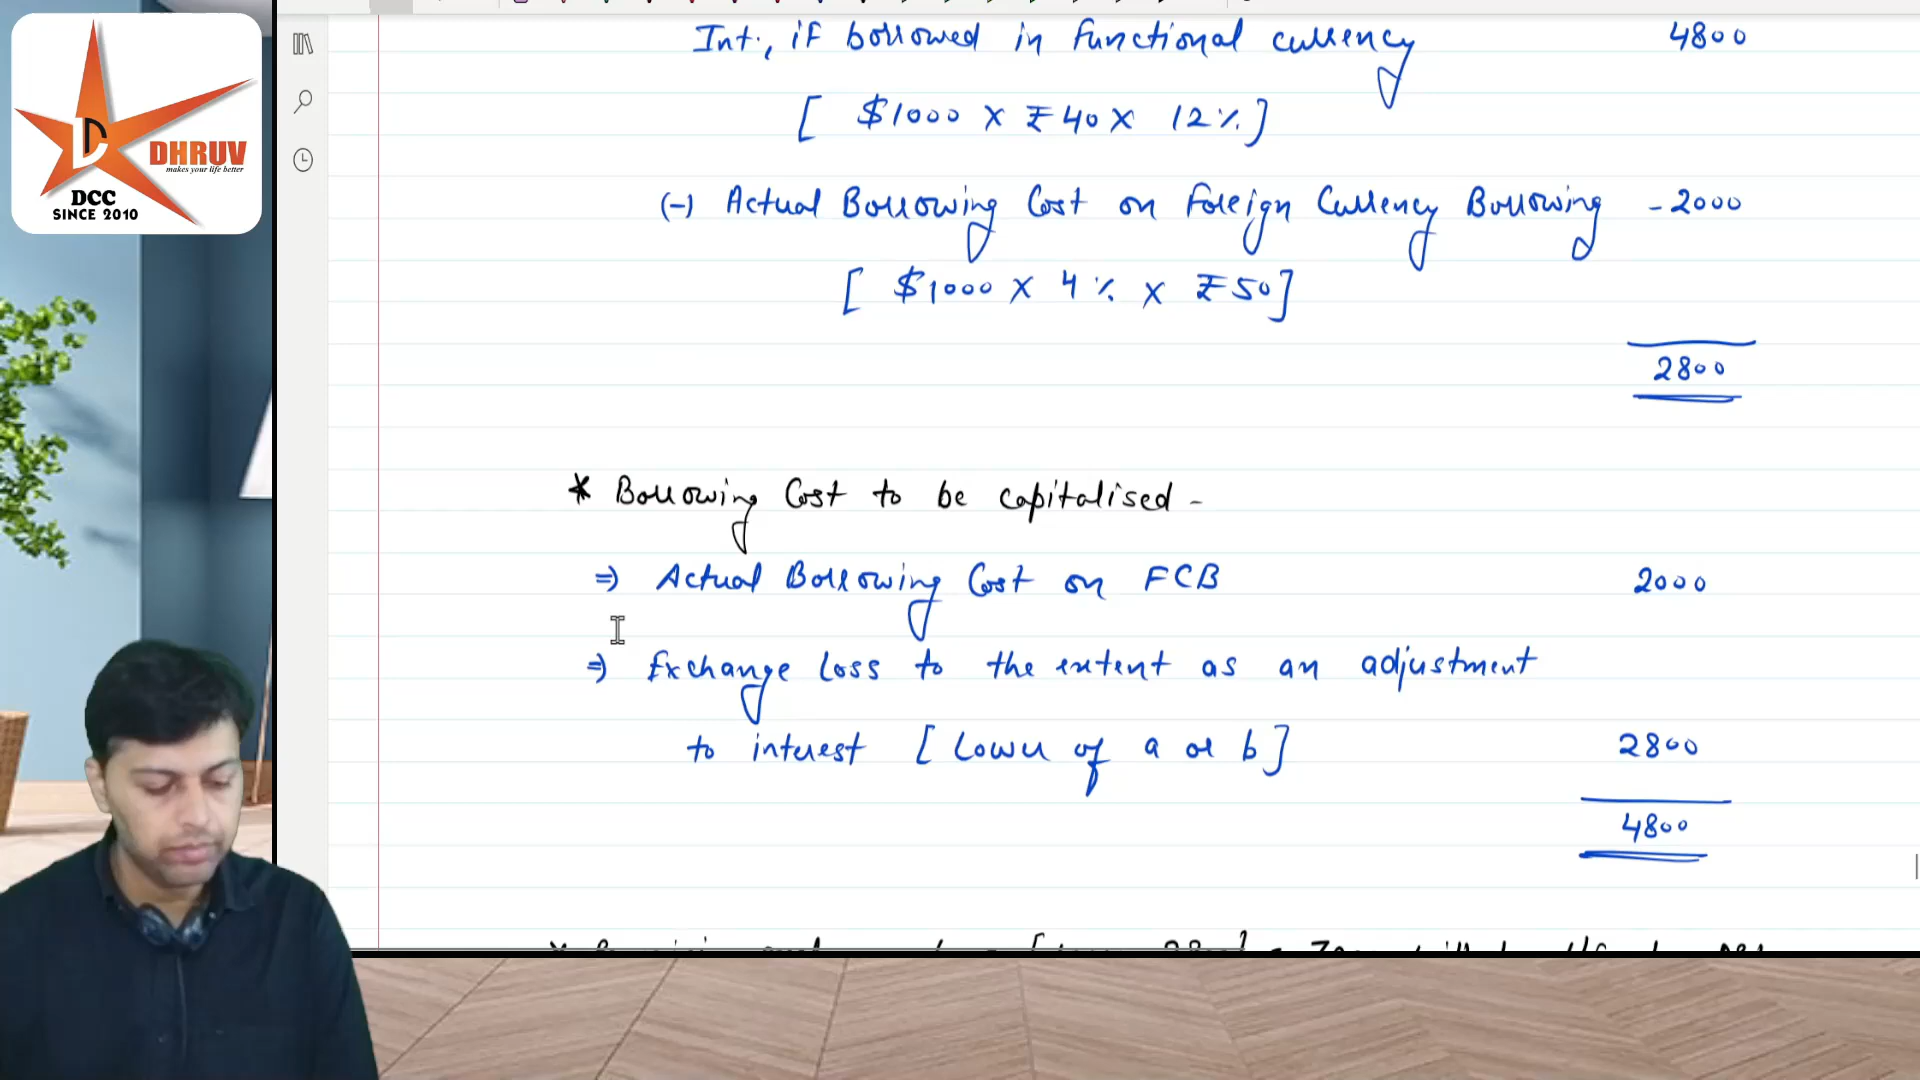 DHRUV
makes your life better
DCC
SINCE 2010
Int., if borrowed in functional currency 4800
[ $1000 X ₹40 X 12% ]
(-) Actual Borrowing Cost on Foreign Currency Borrowing - 2000
[ $1000 X 4% X ₹50 ]
2800
* Borrowing Cost to be capitalised -
⇒ Actual Borrowing Cost on FCB 2000
⇒ Exchange Loss to the extent as an adjustment
to interest [ Lower of a or b ] 2800
4800